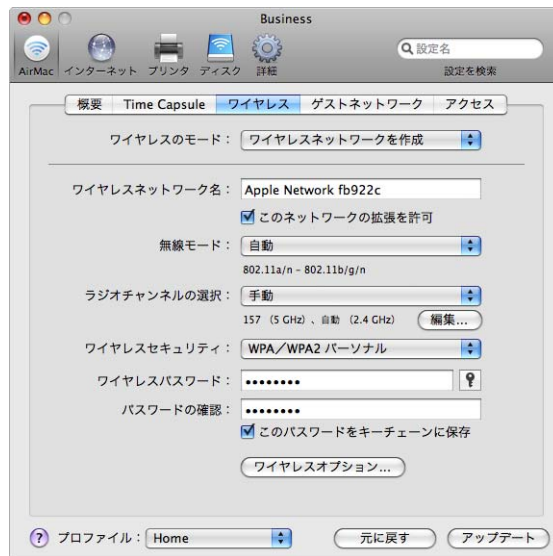 Business
設定名
AirMac インターネット プリンタ ディスク 詳細 設定を検索
概要 Time Capsule ワイヤレス ゲストネットワーク アクセス
ワイヤレスのモード： ワイヤレスネットワークを作成
ワイヤレスネットワーク名： Apple Network fb922c
このネットワークの拡張を許可
無線モード： 自動
802.11a/n – 802.11b/g/n
ラジオチャンネルの選択： 手動
157 （5 GHz）、自動 （2.4 GHz） 編集...
ワイヤレスセキュリティ： WPA／WPA2 パーソナル
ワイヤレスパスワード： ••••••••
パスワードの確認： ••••••••
このパスワードをキーチェーンに保存
ワイヤレスオプション...
? プロファイル： Home 元に戻す アップデート